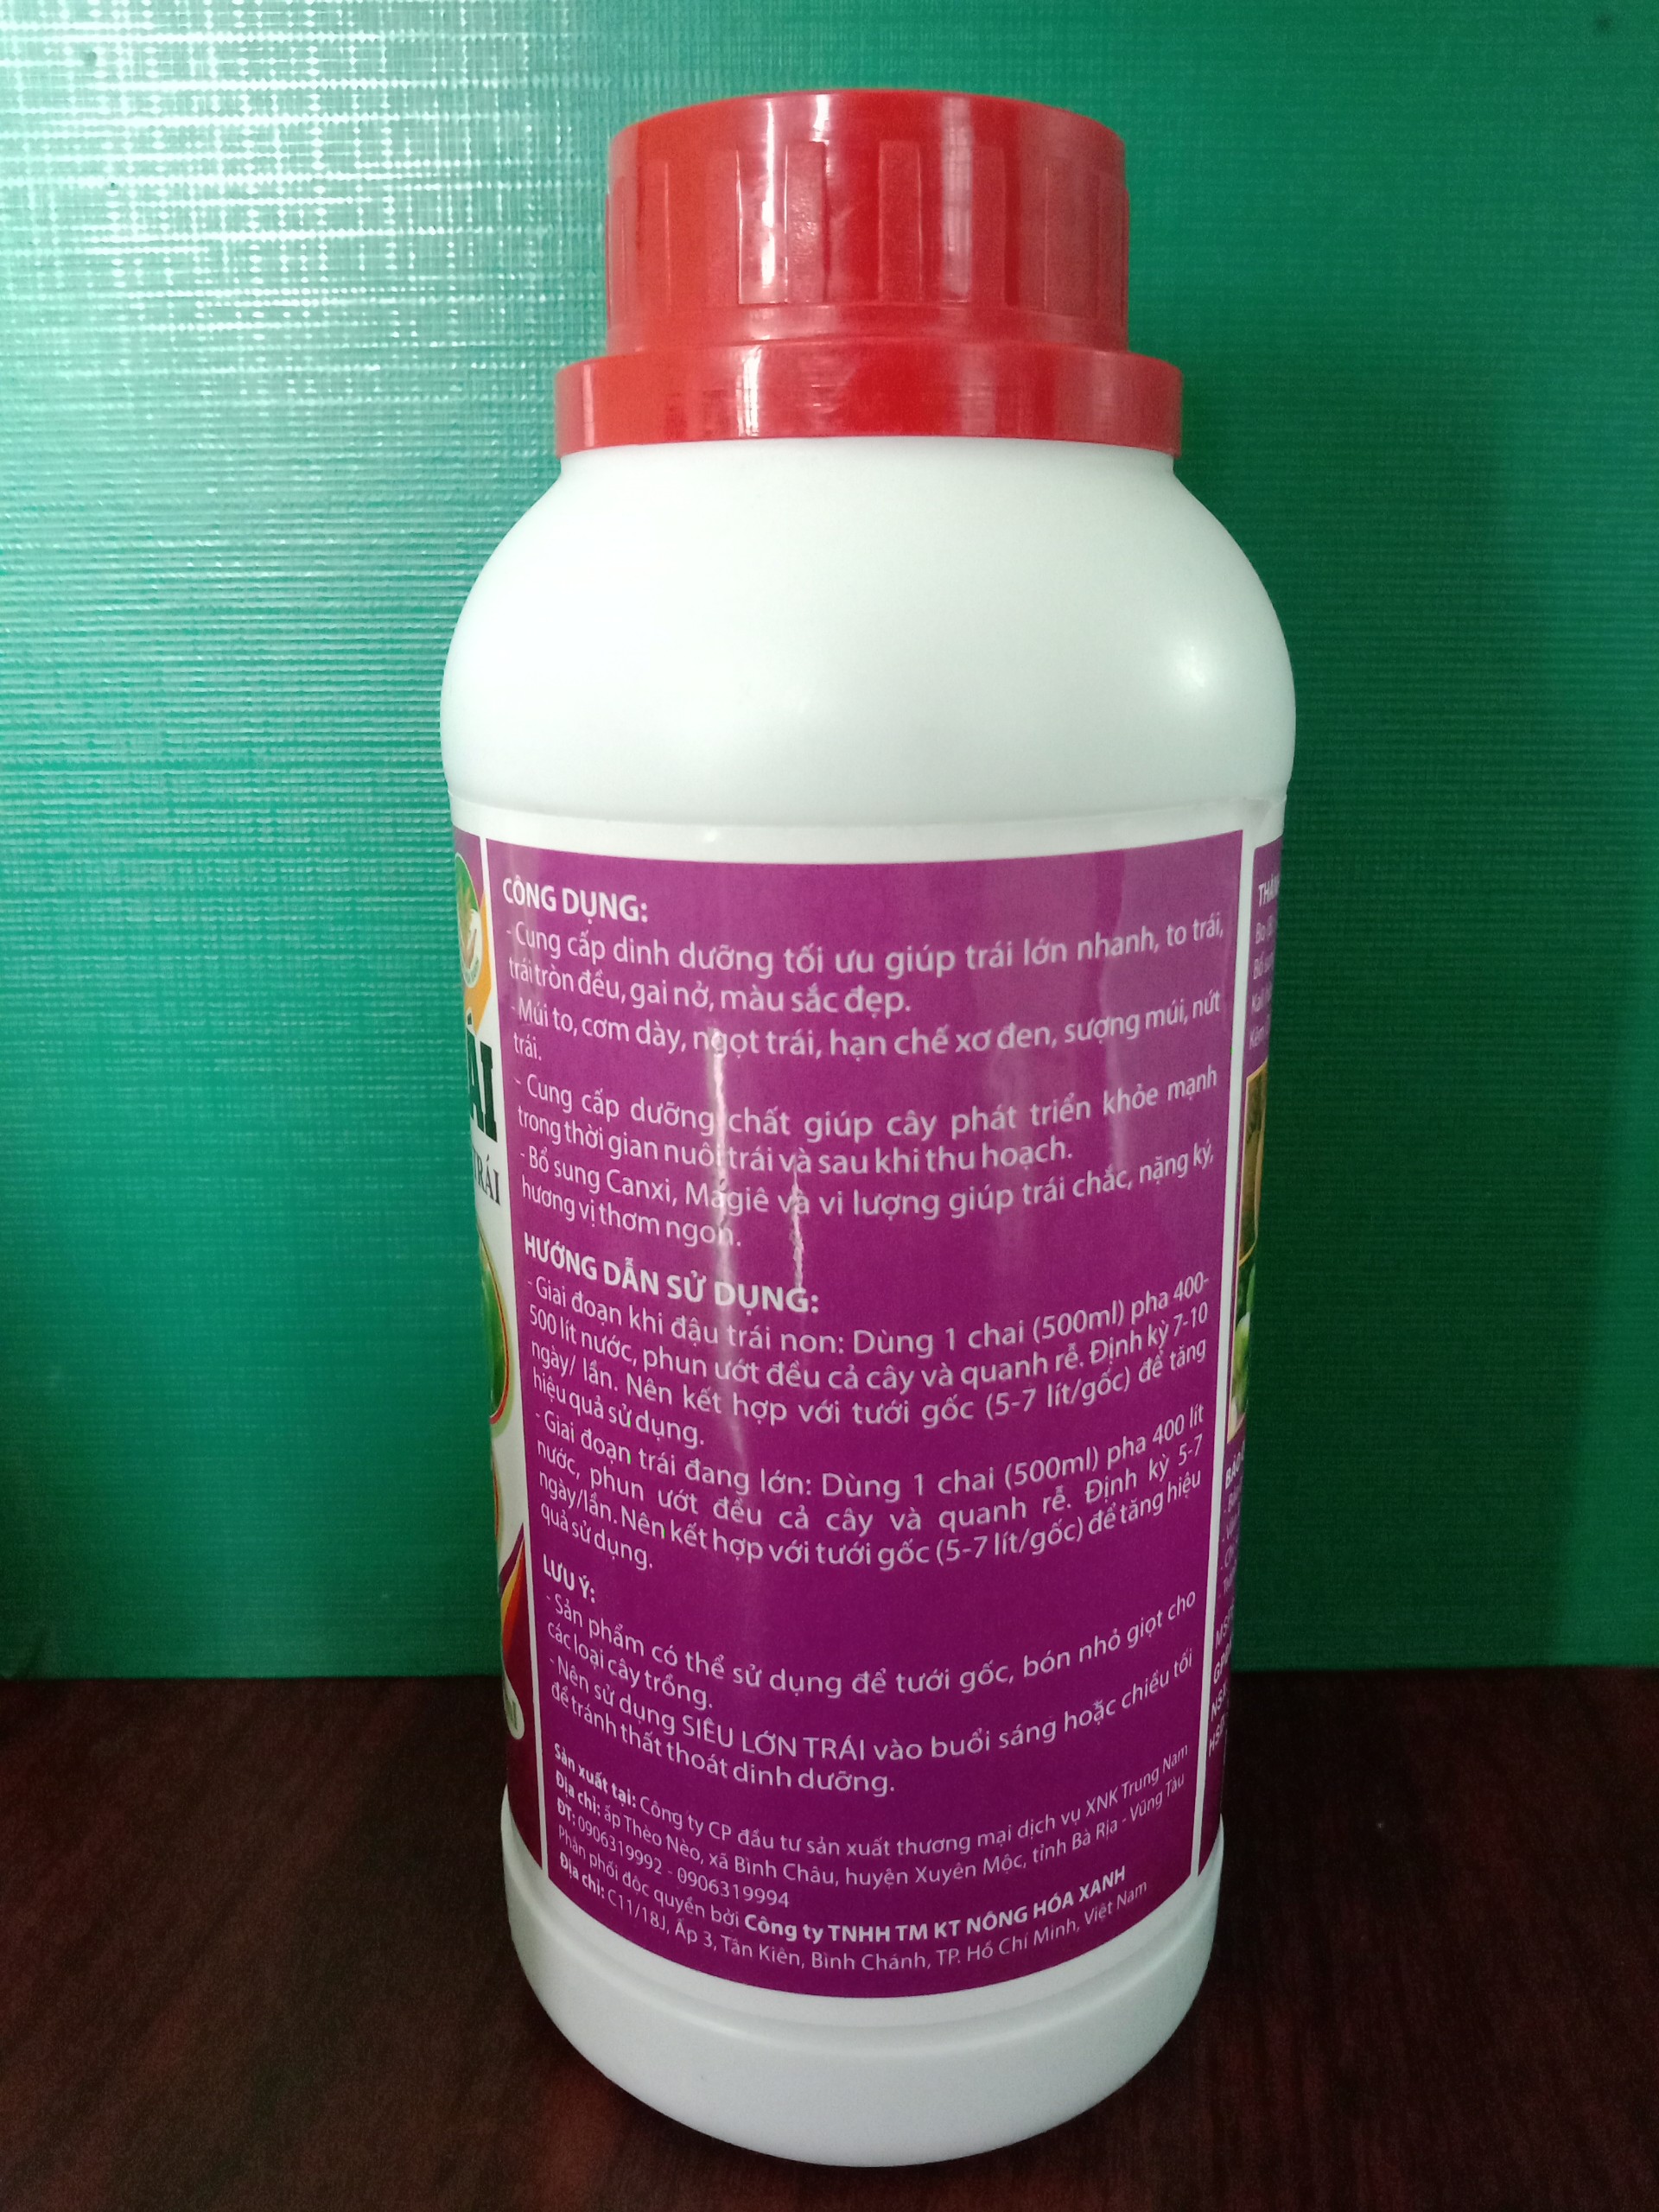 CÔNG DỤNG:
- Cung cấp dinh dưỡng tối ưu giúp trái lớn nhanh, to trái,
trái tròn đều, gai nở, màu sắc đẹp.
- Múi to, cơm dày, ngọt trái, hạn chế xơ đen, sượng múi, nứt
trái.
- Cung cấp dưỡng chất giúp cây phát triển khỏe mạnh
trong thời gian nuôi trái và sau khi thu hoạch.
- Bổ sung Canxi, Magiê và vi lượng giúp trái chắc, nặng ký,
hương vị thơm ngon.
HƯỚNG DẪN SỬ DỤNG:
- Giai đoạn khi đậu trái non: Dùng 1 chai (500ml) pha 400-
500 lít nước, phun ướt đều cả cây và quanh rễ. Định kỳ 7-10
ngày/ lần. Nên kết hợp với tưới gốc (5-7 lít/gốc) để tăng
hiệu quả sử dụng.
- Giai đoạn trái đang lớn: Dùng 1 chai (500ml) pha 400 lít
nước, phun ướt đều cả cây và quanh rễ. Định kỳ 5-7
ngày/lần. Nên kết hợp với tưới gốc (5-7 lít/gốc) để tăng hiệu
quả sử dụng.
LƯU Ý:
- Sản phẩm có thể sử dụng để tưới gốc, bón nhỏ giọt cho
các loại cây trồng.
- Nên sử dụng SIÊU LỚN TRÁI vào buổi sáng hoặc chiều tối
để tránh thất thoát dinh dưỡng.
Sản xuất tại: Công ty CP đầu tư sản xuất thương mại dịch vụ XNK Trung Nam
Địa chỉ: ấp Thèo Nèo, xã Bình Châu, huyện Xuyên Mộc, tỉnh Bà Rịa - Vũng Tàu
ĐT: 0906319992 - 0906319994
Phân phối độc quyền bởi Công ty TNHH TM KT NÔNG HÓA XANH
Địa chỉ: C11/18J, Ấp 3, Tân Kiên, Bình Chánh, TP. Hồ Chí Minh, Việt Nam
TRÁI